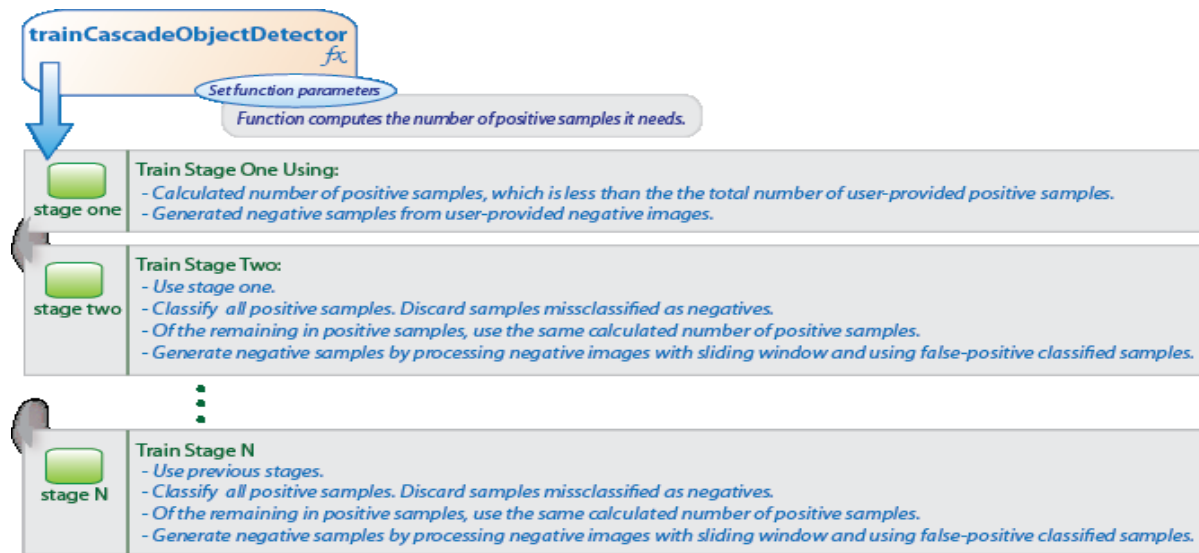 trainCascadeObjectDetector
fx
Set function parameters
Function computes the number of positive samples it needs.
stage one
Train Stage One Using:
- Calculated number of positive samples, which is less than the the total number of user-provided positive samples.
- Generated negative samples from user-provided negative images.
stage two
Train Stage Two:
- Use stage one.
- Classify all positive samples. Discard samples missclassified as negatives.
- Of the remaining in positive samples, use the same calculated number of positive samples.
- Generate negative samples by processing negative images with sliding window and using false-positive classified samples.
stage N
Train Stage N
- Use previous stages.
- Classify all positive samples. Discard samples missclassified as negatives.
- Of the remaining in positive samples, use the same calculated number of positive samples.
- Generate negative samples by processing negative images with sliding window and using false-positive classified samples.